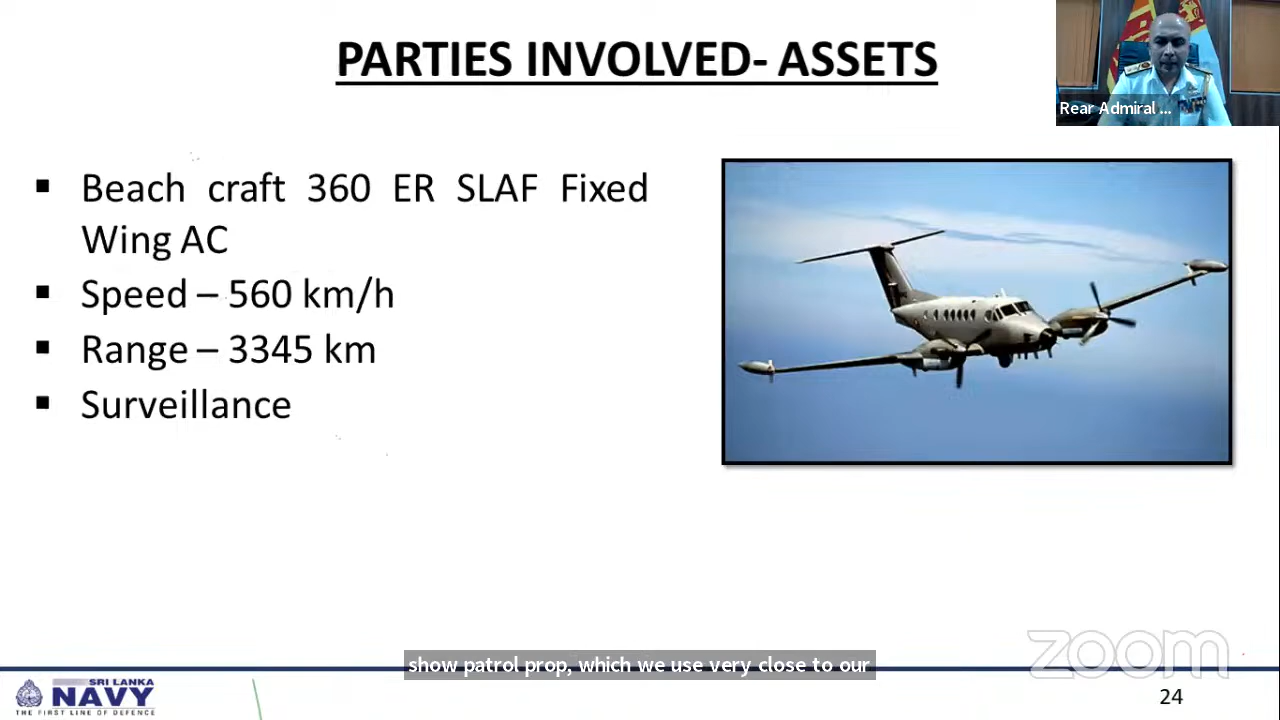 PARTIES INVOLVED- ASSETS
Rear Admiral ...
▪ Beach craft 360 ER SLAF Fixed
Wing AC
▪ Speed – 560 km/h
▪ Range – 3345 km
▪ Surveillance
show patrol prop, which we use very close to our
zoom
SRI LANKA
NAVY
THE FIRST LINE OF DEFENCE
24